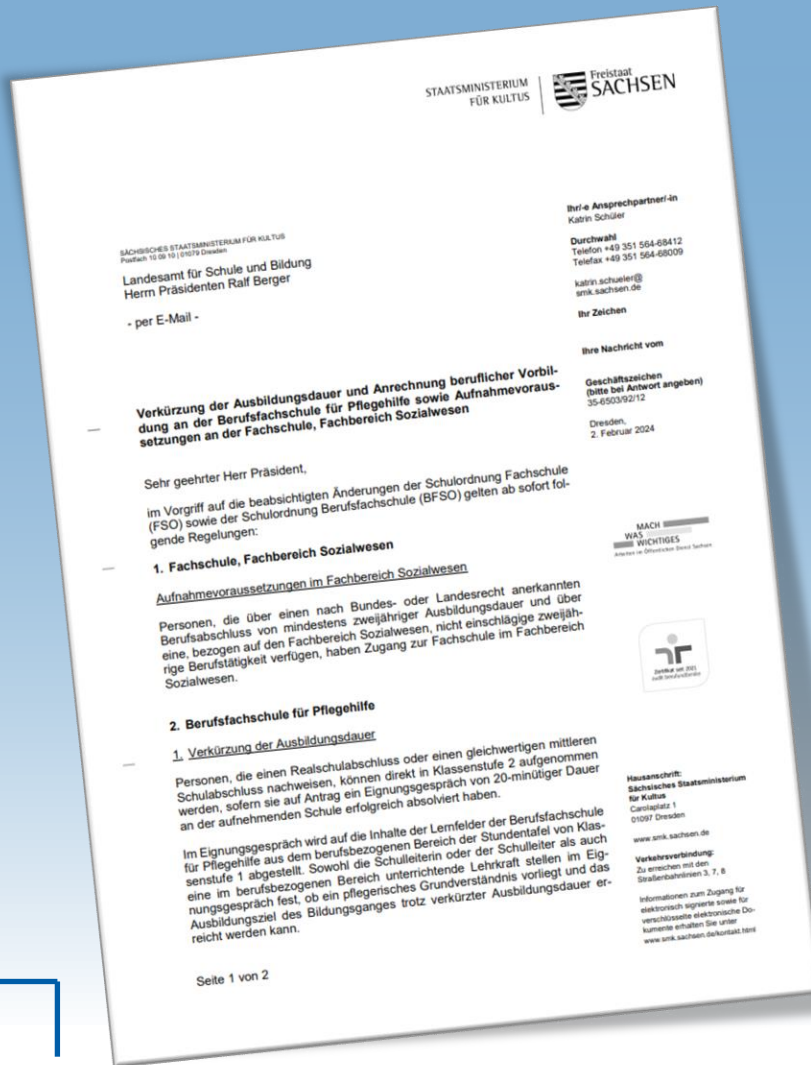 STAATSMINISTERIUM
FÜR KULTUS
Freistaat
SACHSEN
SÄCHSISCHES STAATSMINISTERIUM FÜR KULTUS
Postfach 10 09 10 | 01079 Dresden
Landesamt für Schule und Bildung
Herrn Präsidenten Ralf Berger
- per E-Mail -
Ihr/-e Ansprechpartner/-in
Katrin Schüler
Durchwahl
Telefon +49 351 564-68412
Telefax +49 351 564-68009
katrin.schueler@
smk.sachsen.de
Ihr Zeichen
Ihre Nachricht vom
Geschäftszeichen
(bitte bei Antwort angeben)
35-6503/92/12
Dresden,
2. Februar 2024
Verkürzung der Ausbildungsdauer und Anrechnung beruflicher Vorbil-
dung an der Berufsfachschule für Pflegehilfe sowie Aufnahmevoraus-
setzungen an der Fachschule, Fachbereich Sozialwesen
Sehr geehrter Herr Präsident,
im Vorgriff auf die beabsichtigten Änderungen der Schulordnung Fachschule
(FSO) sowie der Schulordnung Berufsfachschule (BFSO) gelten ab sofort fol-
gende Regelungen:
1. Fachschule, Fachbereich Sozialwesen
Aufnahmevoraussetzungen im Fachbereich Sozialwesen
Personen, die über einen nach Bundes- oder Landesrecht anerkannten
Berufsabschluss von mindestens zweijähriger Ausbildungsdauer und über
eine, bezogen auf den Fachbereich Sozialwesen, nicht einschlägige zweijäh-
rige Berufstätigkeit verfügen, haben Zugang zur Fachschule im Fachbereich
Sozialwesen.
2. Berufsfachschule für Pflegehilfe
1. Verkürzung der Ausbildungsdauer
Personen, die einen Realschulabschluss oder einen gleichwertigen mittleren
Schulabschluss nachweisen, können direkt in Klassenstufe 2 aufgenommen
werden, sofern sie auf Antrag ein Eignungsgespräch von 20-minütiger Dauer
an der aufnehmenden Schule erfolgreich absolviert haben.
Im Eignungsgespräch wird auf die Inhalte der Lernfelder der Berufsfachschule
für Pflegehilfe aus dem berufsbezogenen Bereich der Stundentafel von Klas-
senstufe 1 abgestellt. Sowohl die Schulleiterin oder der Schulleiter als auch
eine im berufsbezogenen Bereich unterrichtende Lehrkraft stellen im Eig-
nungsgespräch fest, ob ein pflegerisches Grundverständnis vorliegt und das
Ausbildungsziel des Bildungsganges trotz verkürzter Ausbildungsdauer er-
reicht werden kann.
Seite 1 von 2
MACH
WAS
WICHTIGES
Arbeiten im Öffentlichen Dienst Sachsen
Zertifikat seit 2021
audit berufundfamilie
Hausanschrift:
Sächsisches Staatsministerium
für Kultus
Carolaplatz 1
01097 Dresden
www.smk.sachsen.de
Verkehrsverbindung:
Zu erreichen mit den
Straßenbahnlinien 3, 7, 8
Informationen zum Zugang für
elektronisch signierte sowie für
verschlüsselte elektronische Do-
kumente erhalten Sie unter
www.smk.sachsen.de/kontakt.html